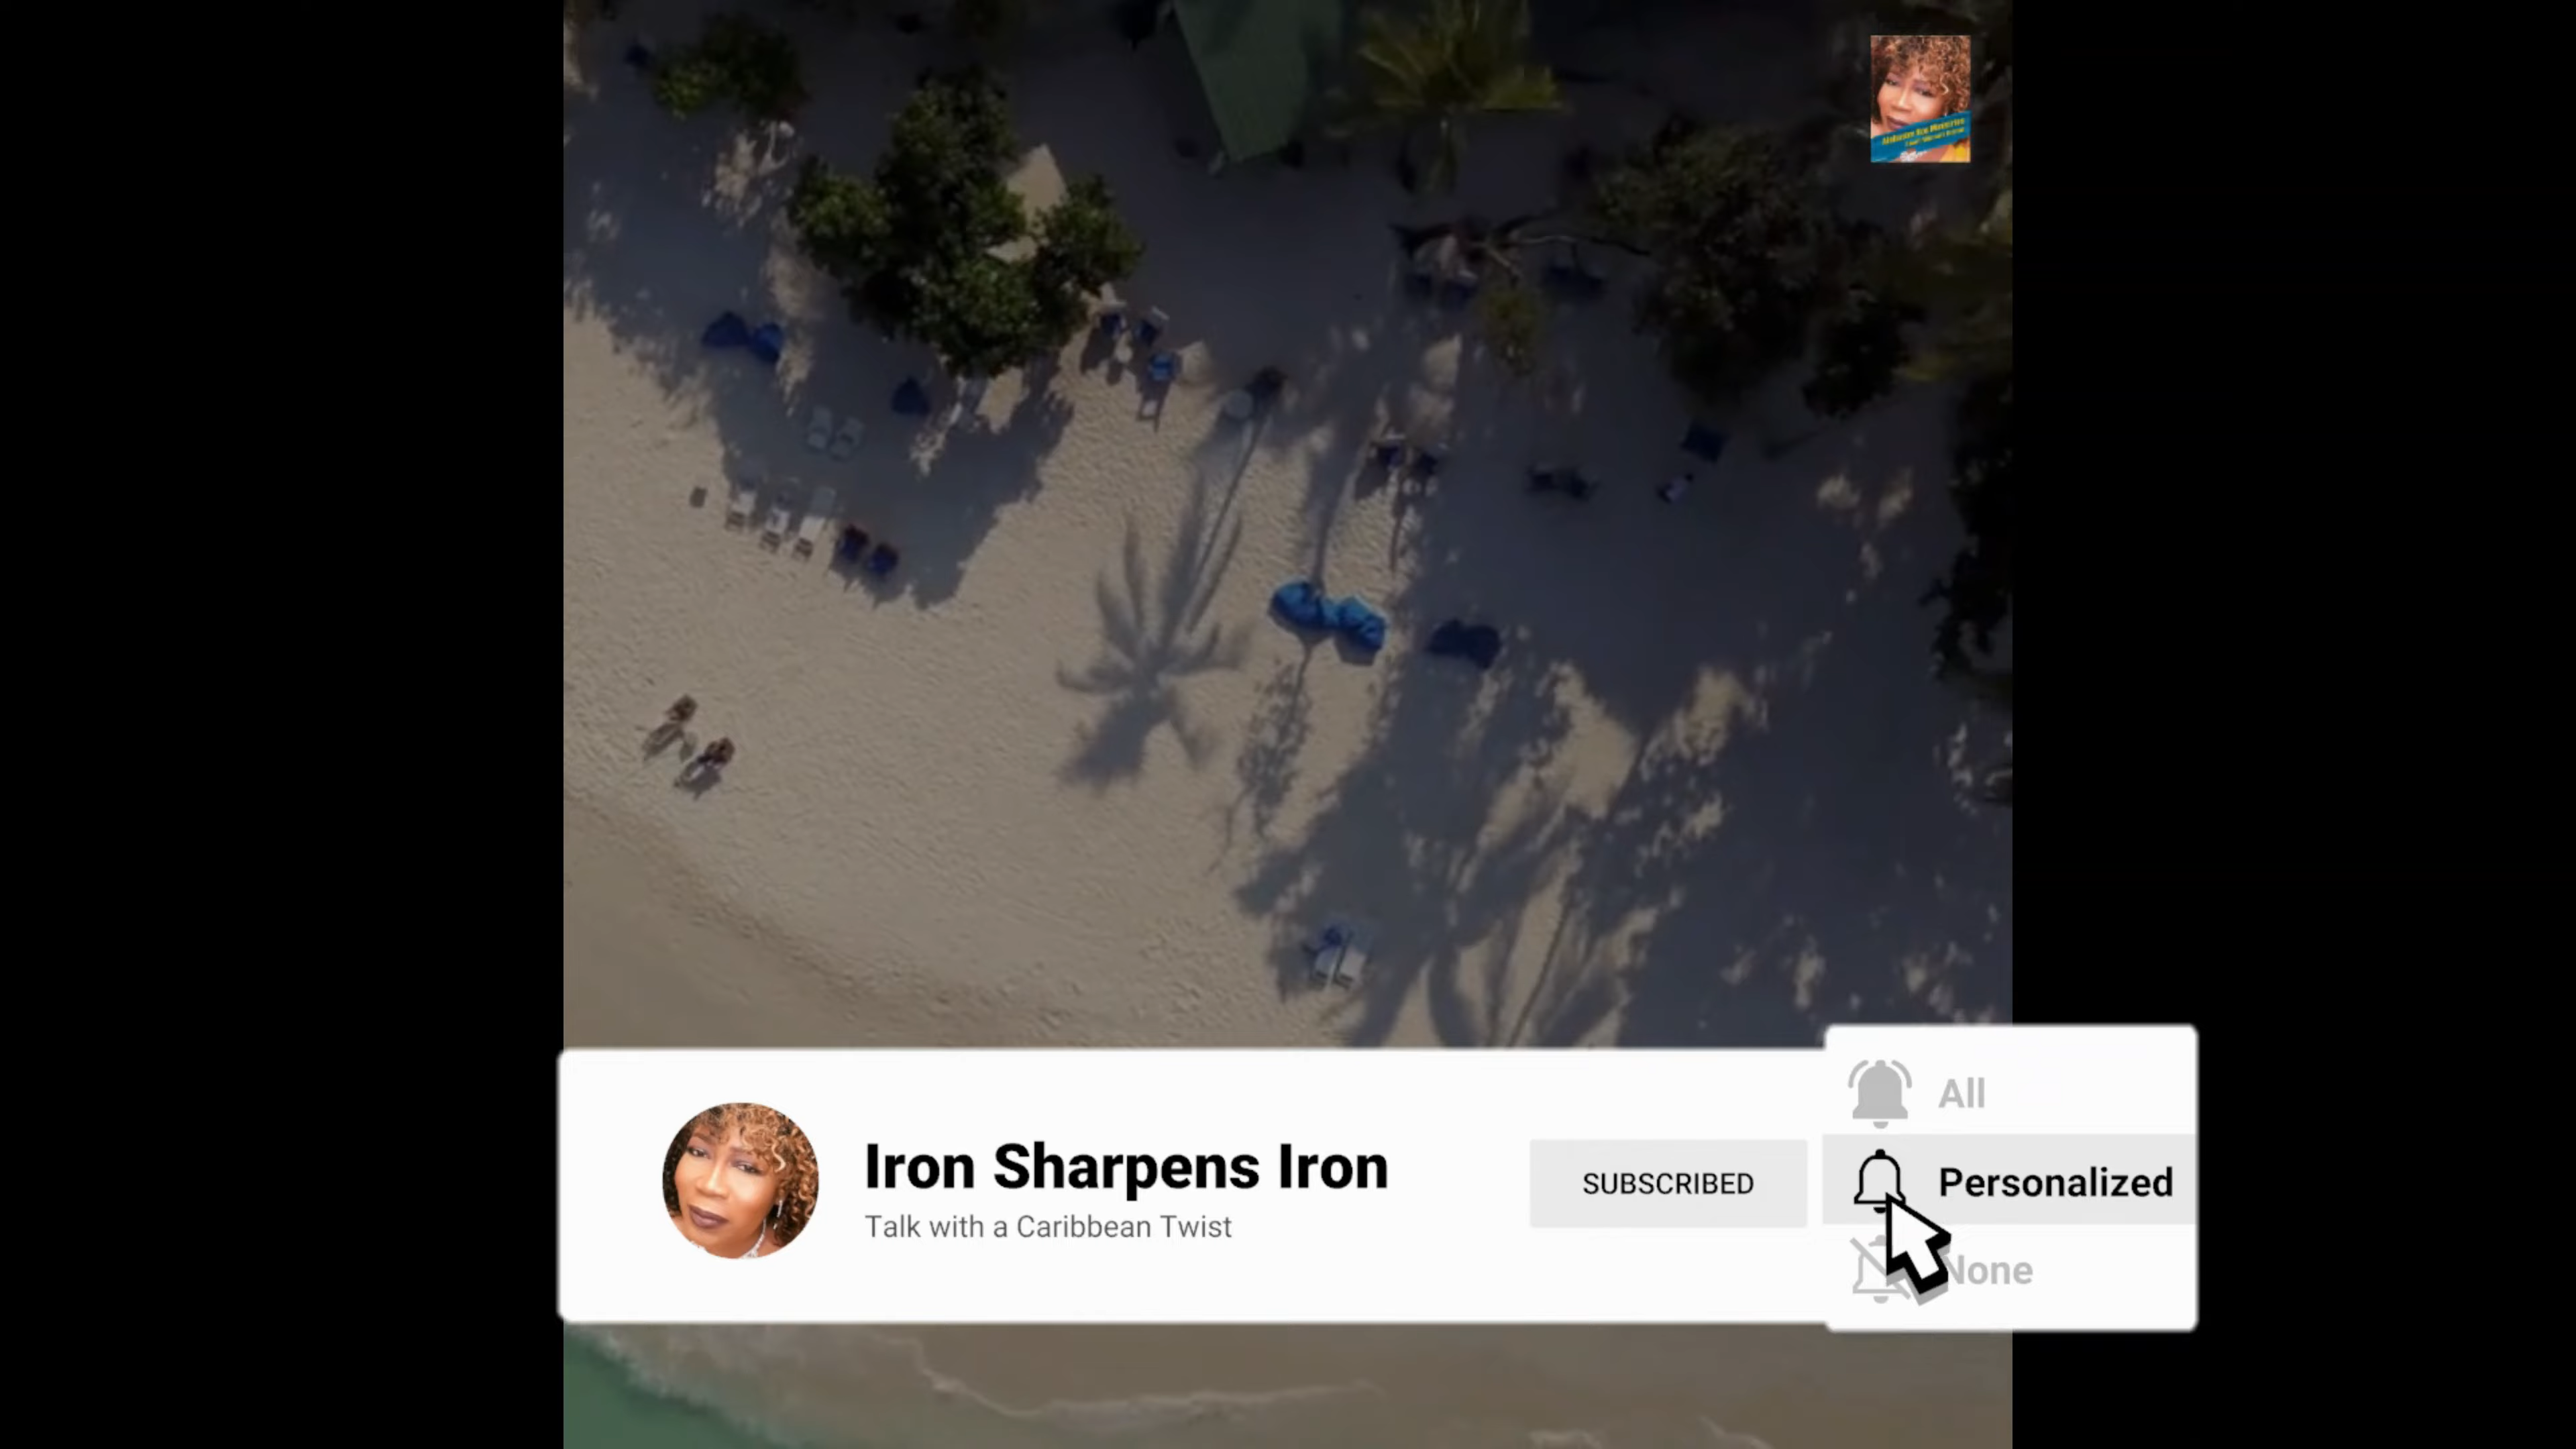 All
Iron Sharpens Iron
SUBSCRIBED
Personalized
Talk with a Caribbean Twist
None